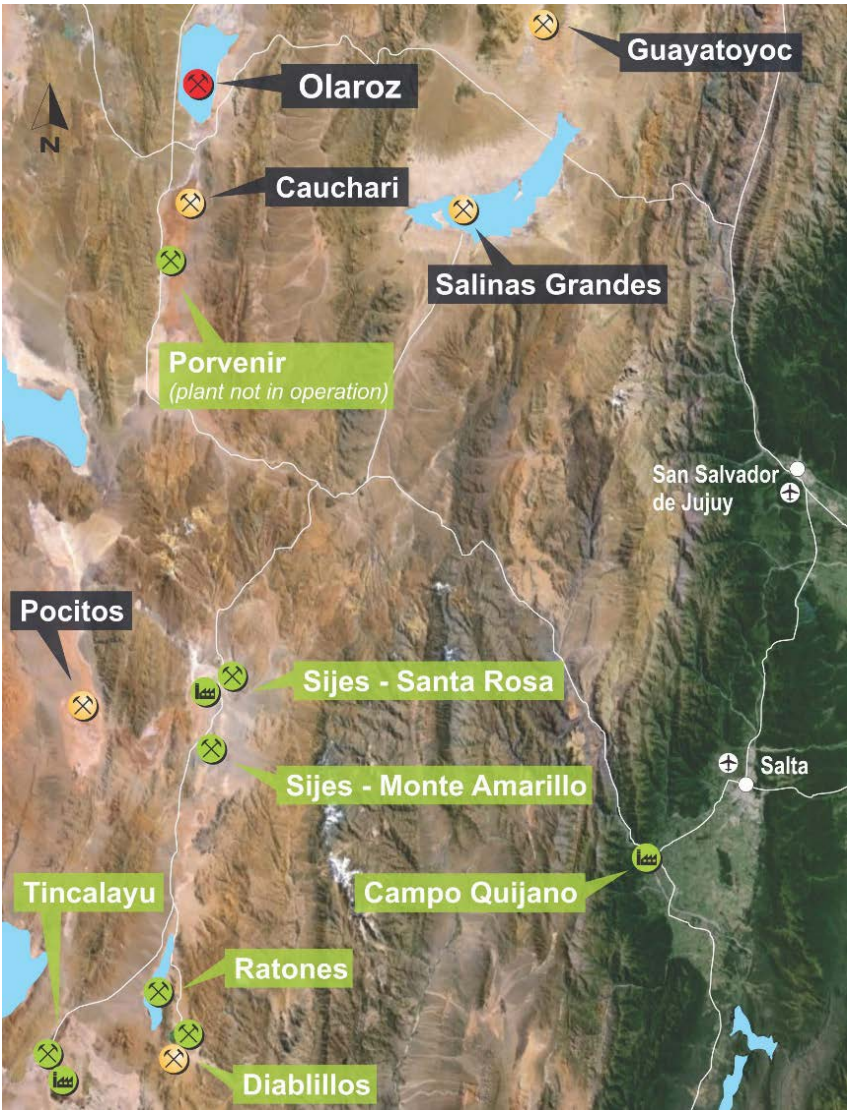 Guayatoyoc
Olaroz
N
Cauchari
Salinas Grandes
Porvenir
(plant not in operation)
San Salvador
de Jujuy
Pocitos
Sijes - Santa Rosa
Sijes - Monte Amarillo
Salta
Tincalayu
Campo Quijano
Ratones
Diablillos